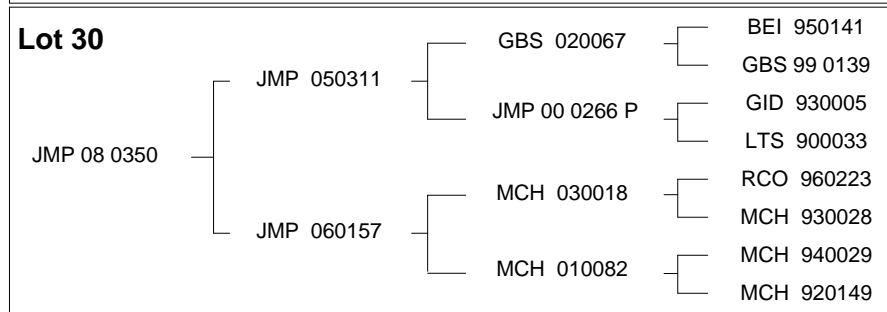 Lot 30
BEI 950141
GBS 020067
GBS 99 0139
JMP 050311
GID 930005
JMP 00 0266 P
LTS 900033
JMP 08 0350
RCO 960223
MCH 030018
MCH 930028
JMP 060157
MCH 940029
MCH 010082
MCH 920149